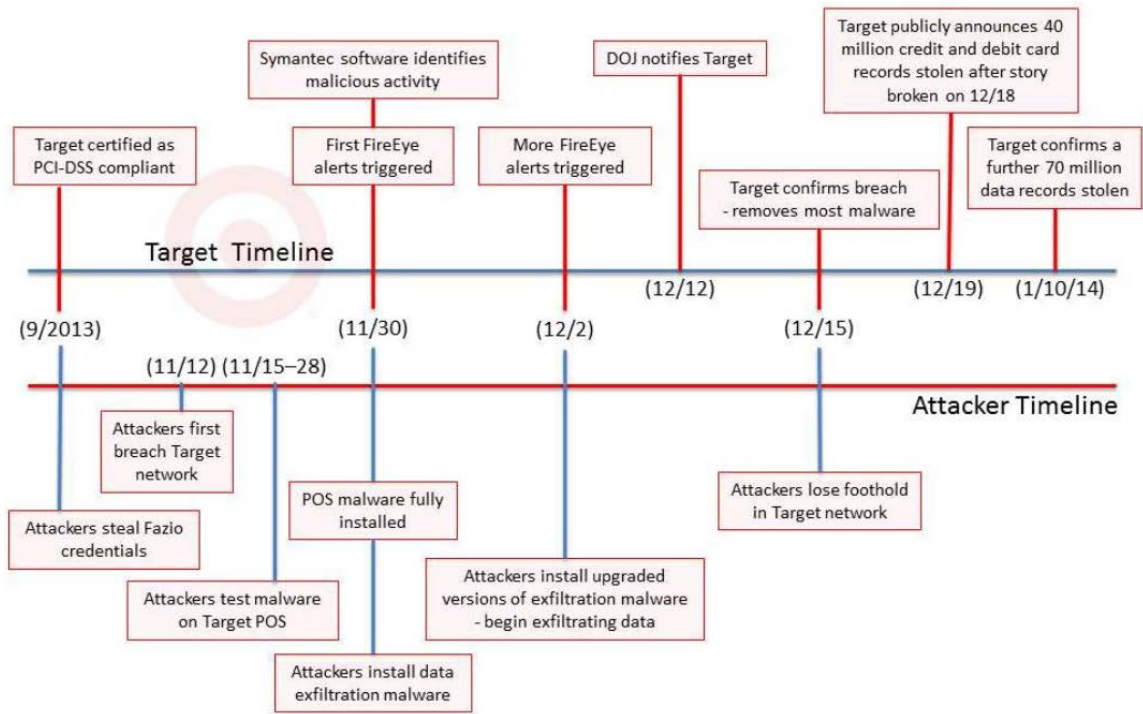 Target publicly announces 40
million credit and debit card
records stolen after story
broken on 12/18
Symantec software identifies
malicious activity
DOJ notifies Target
Target certified as
PCI-DSS compliant
First FireEye
alerts triggered
More FireEye
alerts triggered
Target confirms breach
- removes most malware
Target confirms a
further 70 million
data records stolen
Target Timeline
(12/12)
(12/19)
(1/10/14)
(9/2013)
(11/30)
(12/2)
(12/15)
(11/12)
(11/15–28)
Attacker Timeline
Attackers first
breach Target
network
Attackers steal Fazio
credentials
Attackers test malware
on Target POS
POS malware fully
installed
Attackers install data
exfiltration malware
Attackers install upgraded
versions of exfiltration malware
- begin exfiltrating data
Attackers lose foothold
in Target network